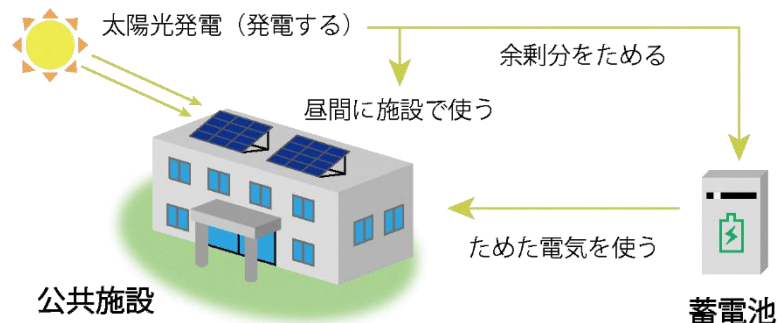 太陽光発電（発電する）
余剰分をためる
昼間に施設で使う
ためた電気を使う
公共施設
蓄電池